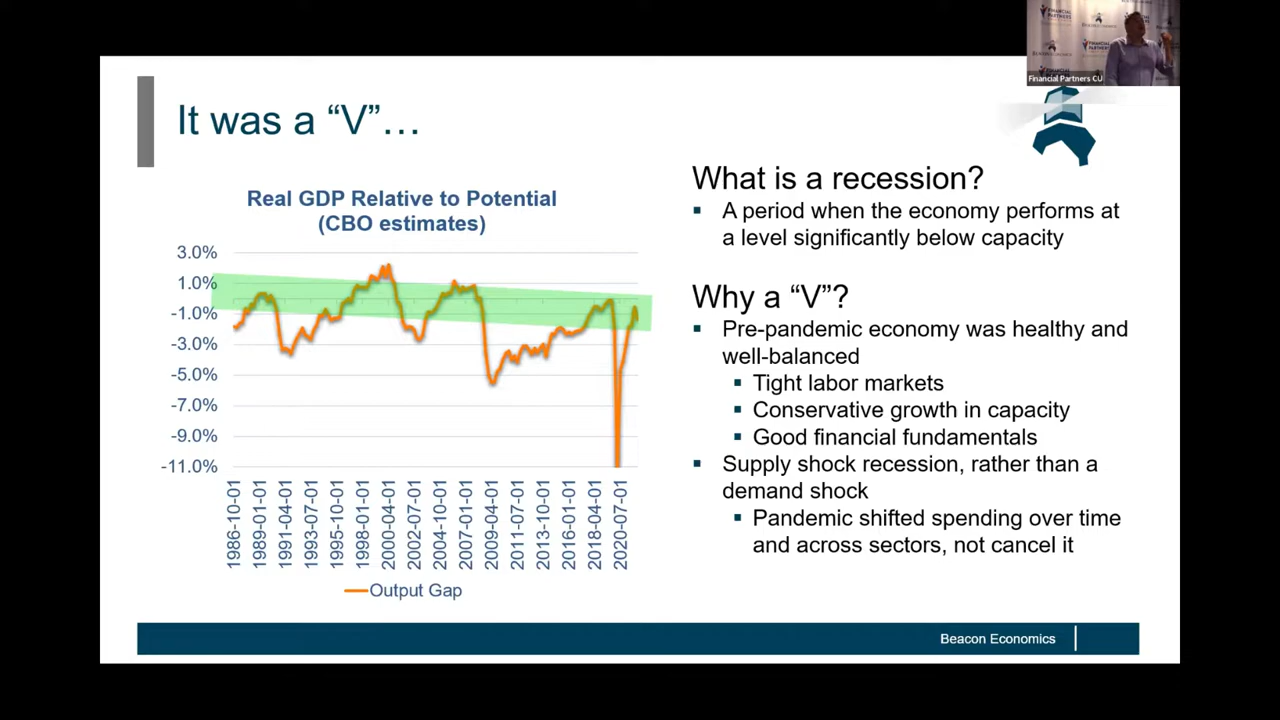 Financial Partners CU
It was a “V”…
Real GDP Relative to Potential
(CBO estimates)
3.0%
1.0%
-1.0%
-3.0%
-5.0%
-7.0%
-9.0%
-11.0%
1986-10-01
1989-01-01
1991-04-01
1993-07-01
1995-10-01
1998-01-01
2000-04-01
2002-07-01
2004-10-01
2007-01-01
2009-04-01
2011-07-01
2013-10-01
2016-01-01
2018-04-01
2020-07-01
Output Gap
What is a recession?
▪ A period when the economy performs at
a level significantly below capacity
Why a “V”?
▪ Pre-pandemic economy was healthy and
well-balanced
▪ Tight labor markets
▪ Conservative growth in capacity
▪ Good financial fundamentals
▪ Supply shock recession, rather than a
demand shock
▪ Pandemic shifted spending over time
and across sectors, not cancel it
Beacon Economics